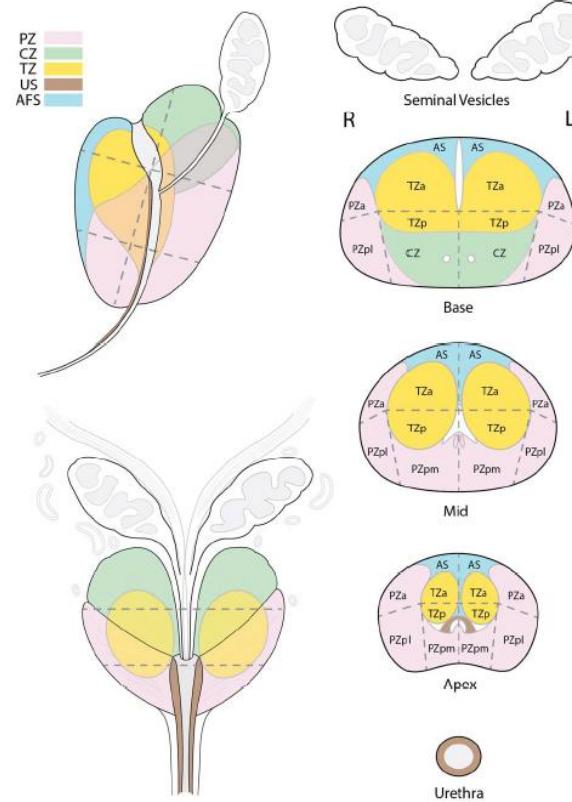 PZ
CZ
TZ
US
AFS
Seminal Vesicles
R L
AS AS
TZa TZa
PZa PZa
TZp TZp
PZpl CZ CZ PZpl
Base
AS AS
TZa TZa
PZa PZa
TZp TZp
PZpl PZpl
PZpm PZpm
Mid
AS AS
PZa TZa TZa PZa
TZp TZp
PZpl PZpl
PZpm PZpm
Apex
Urethra